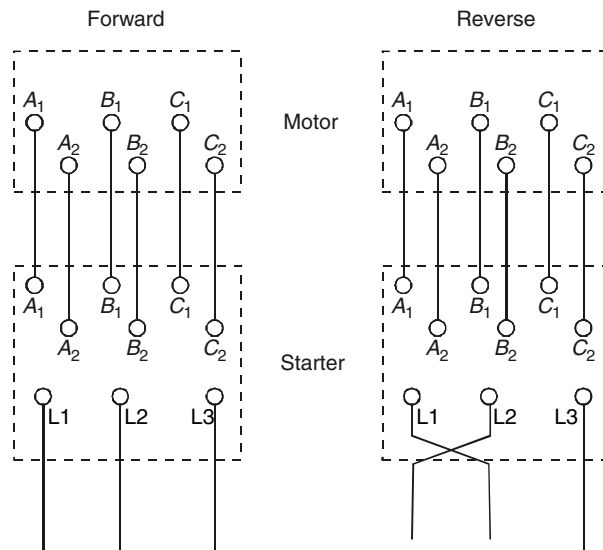 Forward Reverse
A₁ B₁ C₁ A₁ B₁ C₁
Motor
A₂ B₂ C₂ A₂ B₂ C₂
A₁ B₁ C₁ A₁ B₁ C₁
A₂ B₂ C₂ A₂ B₂ C₂
Starter
L1 L2 L3 L1 L2 L3